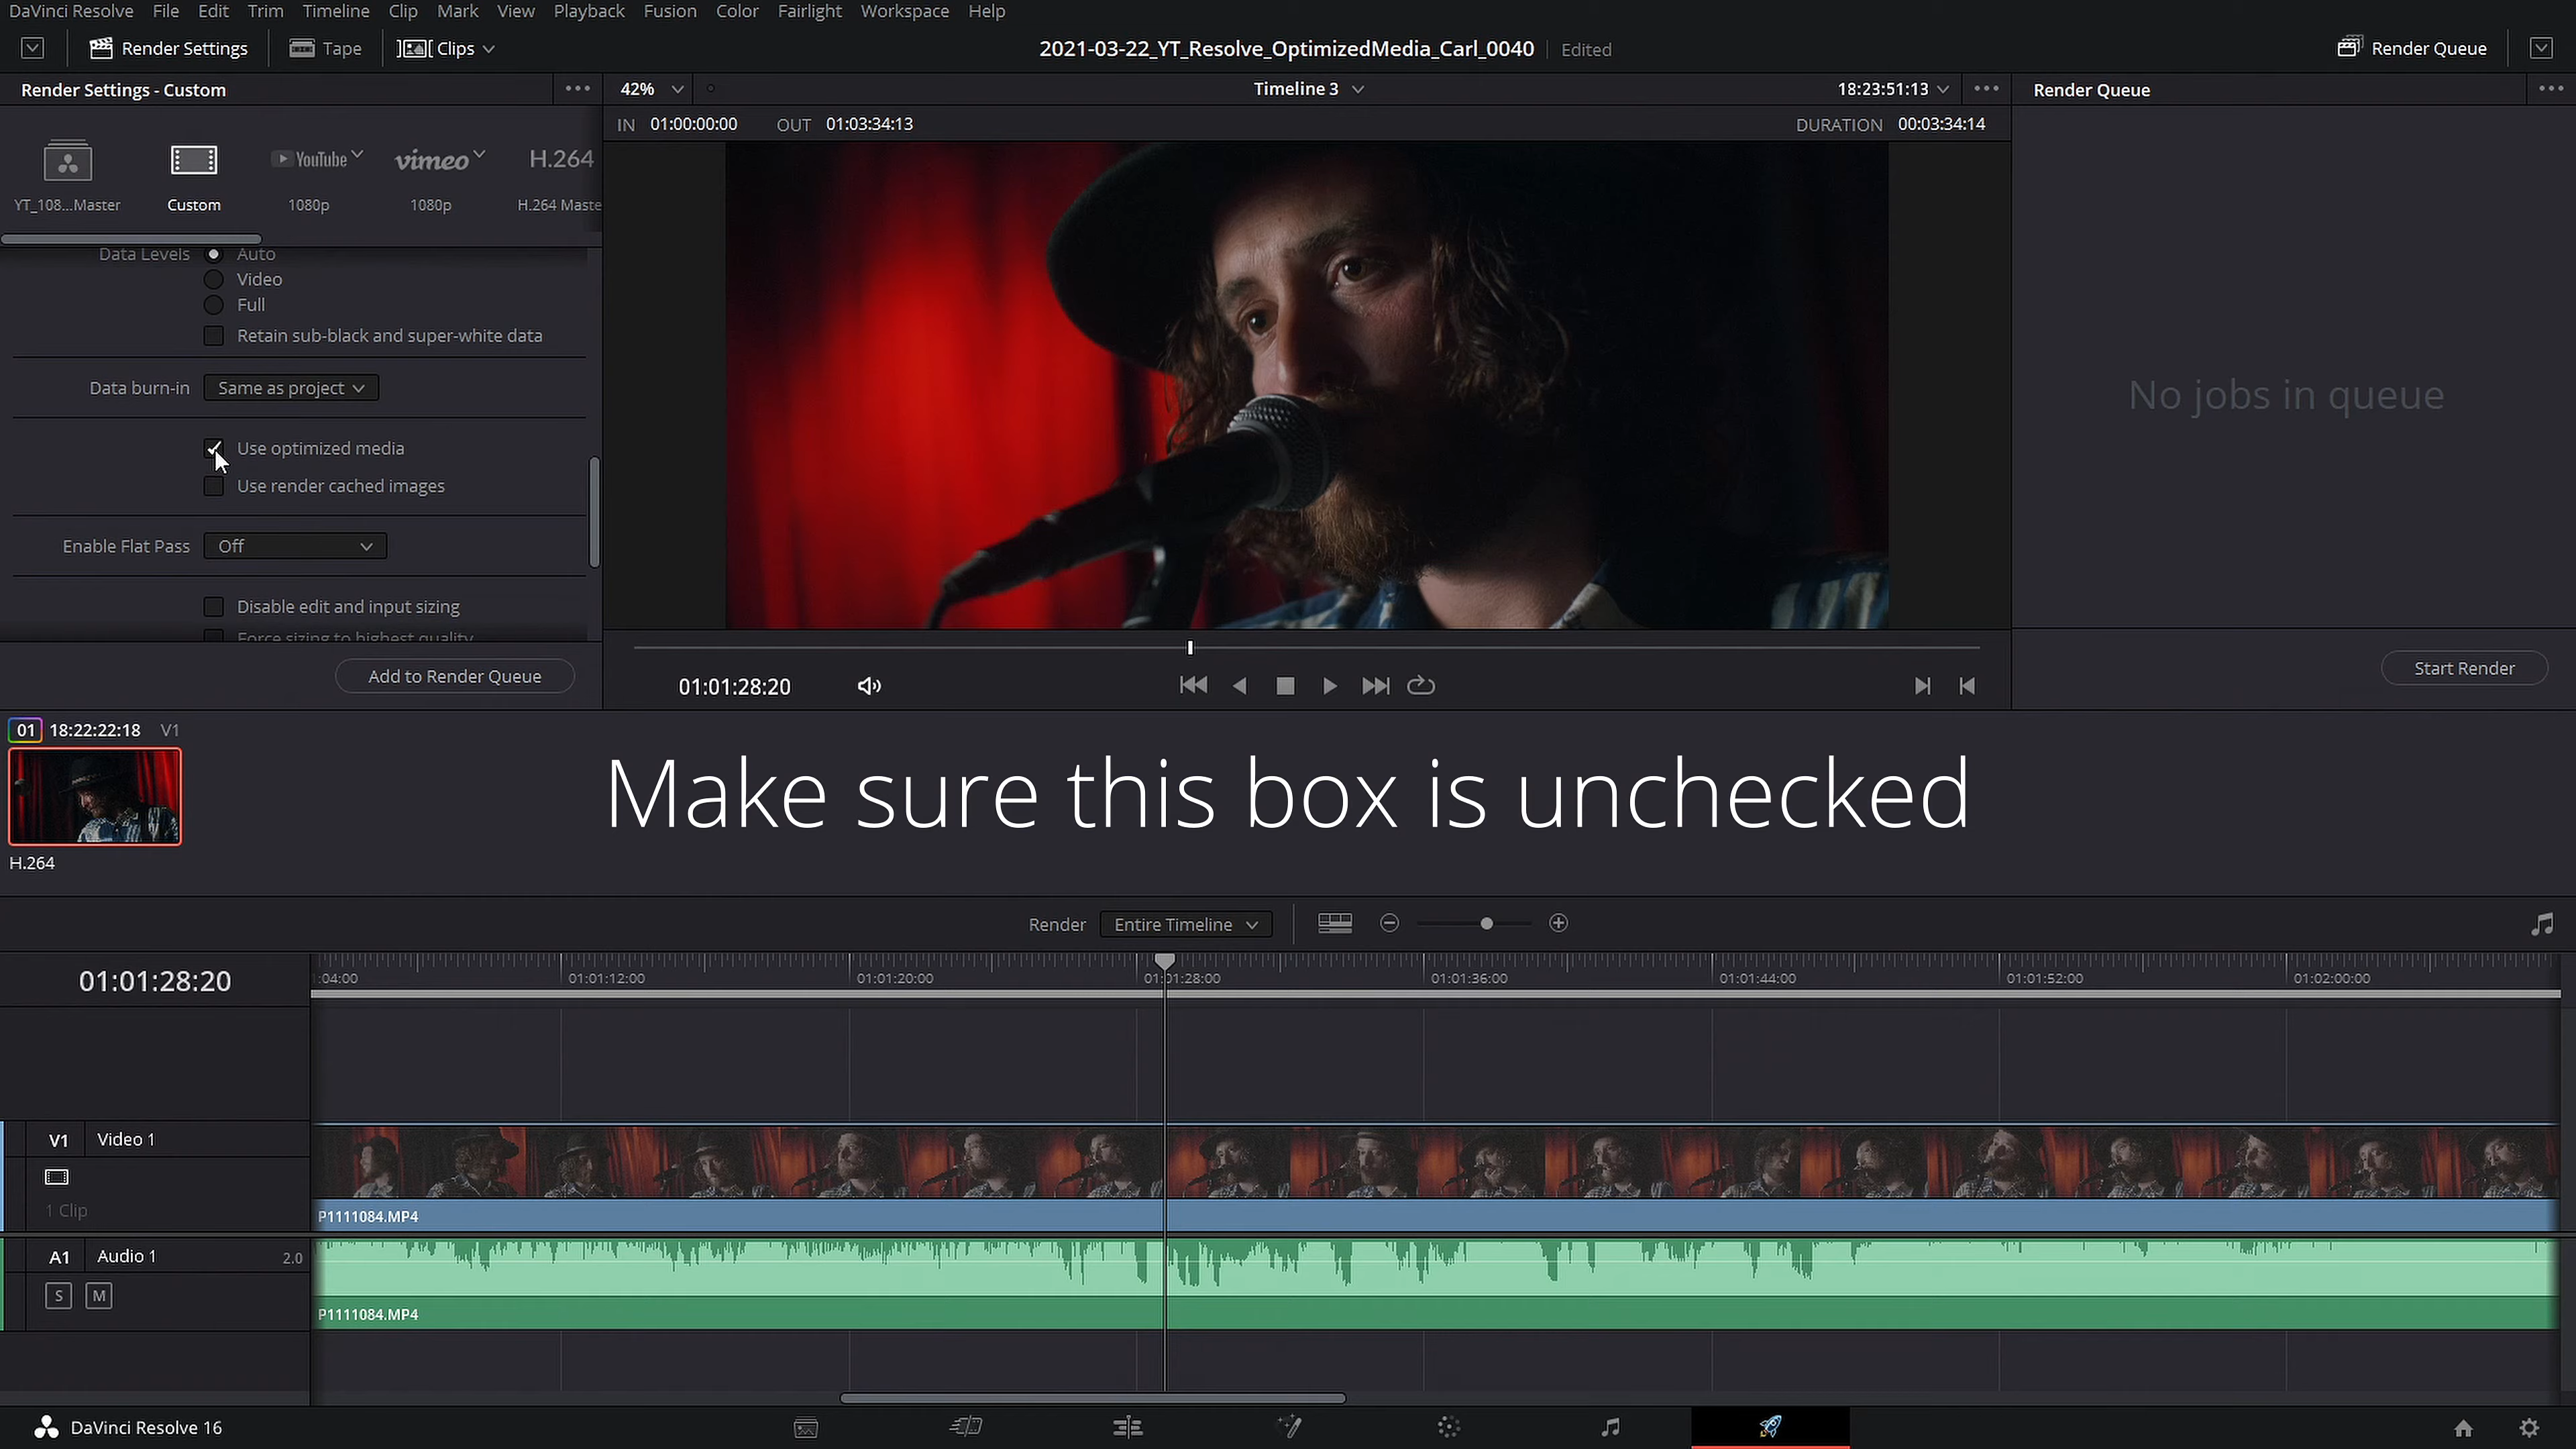 DaVinci Resolve File Edit Trim Timeline Clip Mark View Playback Fusion Color Fairlight Workspace Help
Render Settings Tape Clips 2021-03-22_YT_Resolve_OptimizedMedia_Carl_0040 Edited Render Queue
Render Settings - Custom 42% Timeline 3 18:23:51:13 Render Queue
IN 01:00:00:00 OUT 01:03:34:13 DURATION 00:03:34:14
YouTube vimeo H.264
YT_108...Master Custom 1080p 1080p H.264 Maste
Data Levels Auto
Video
Full
Retain sub-black and super-white data
Data burn-in Same as project
No jobs in queue
Use optimized media
Use render cached images
Enable Flat Pass Off
Disable edit and input sizing
Force sizing to highest quality
Add to Render Queue 01:01:28:20 Start Render
01 18:22:22:18 V1
Make sure this box is unchecked
H.264
Render Entire Timeline
01:01:28:20 :04:00 01:01:12:00 01:01:20:00 01:01:28:00 01:01:36:00 01:01:44:00 01:01:52:00 01:02:00:00
V1 Video 1
1 Clip
P1111084.MP4
A1 Audio 1 2.0
S M
P1111084.MP4
DaVinci Resolve 16